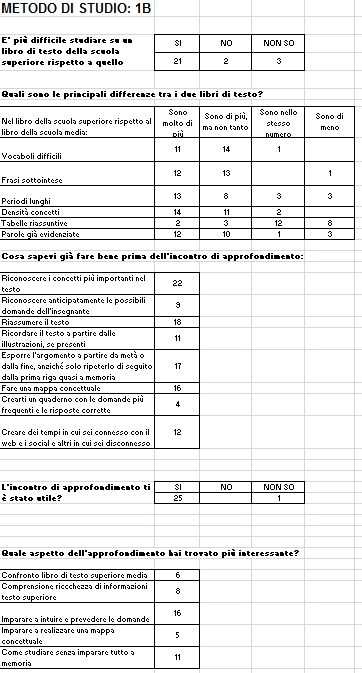 METODO DI STUDIO: 1B
E' più difficile studiare su un
libro di testo della scuola
superiore rispetto a quello
SI NO NON SO
21 2 3
Quali sono le principali differenze tra i due libri di testo?
Nel libro della scuola superiore rispetto al
libro della scuola media:
Sono
molto di
più
Sono di più,
ma non tanto
Sono nello
stesso
numero
Sono di
meno
Vocaboli difficili 11 14 1
Frasi sottointese 12 13 1
Periodi lunghi 13 8 3 3
Densità concetti 14 11 2
Tabelle riassuntive 2 3 12 8
Parole già evidenziate 12 10 1 3
Cosa sapevi già fare bene prima dell'incontro di approfondimento:
Riconoscere i concetti più importanti nel
testo
22
Riconoscere anticipatamente le possibili
domande dell'insegnante
9
Riassumere il testo 18
Ricordare il testo a partire dalle
illustrazioni, se presenti
11
Esporre l'argomento a partire da metà o
dalla fine, anziché solo ripeterlo di seguito
dalla prima riga quasi a memoria
17
Fare una mappa concettuale 16
Crearti un quaderno con le domande più
frequenti e le risposte corrette
4
Creare dei tempi in cui sei connesso con il
web e i social e altri in cui sei disconnesso
12
L'incontro di approfondimento ti
è stato utile?
SI NO NON SO
25 1
Quale aspetto dell'approfondimento hai trovato più interessante?
Confronto libro di testo superiore media 6
Comprensione ricchezza di informazioni
testo superiore
8
Imparare a intuire e prevedere le domande 16
Imparare a realizzare una mappa
concettuale
5
Come studiare senza imparare tutto a
memoria
11